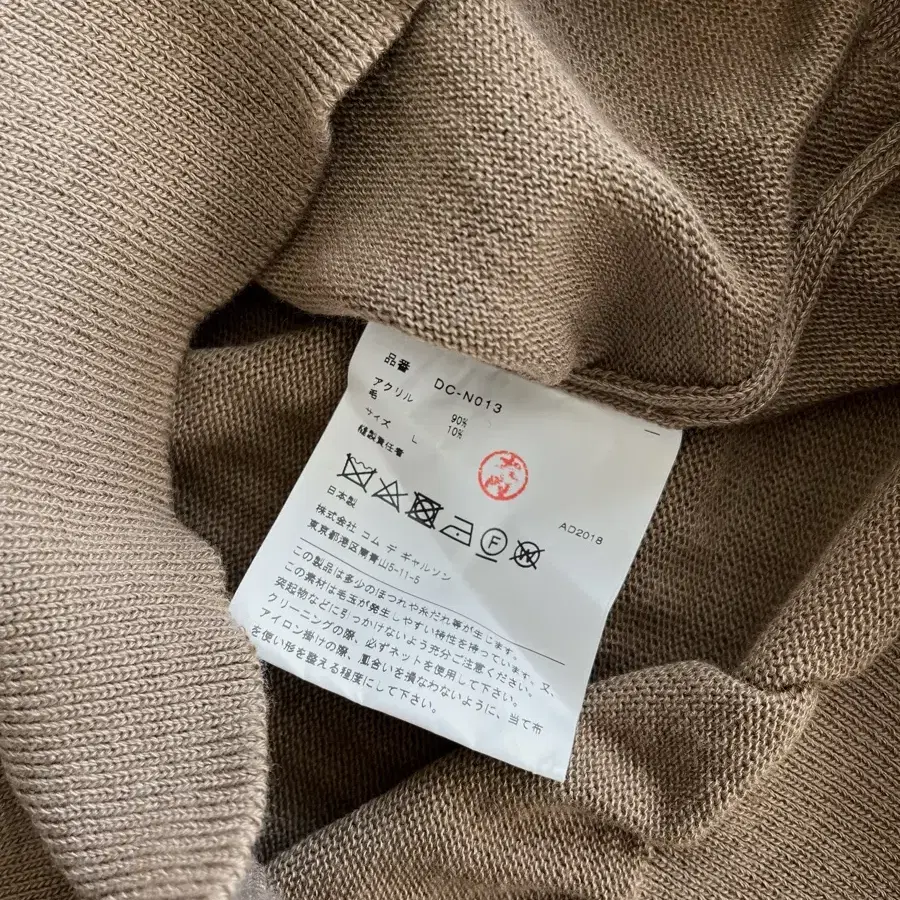 品番 DC-N013
アクリル 90%
毛 10%
サイズ L
縫製責任者
AD2018
F
W
日本製
株式会社 コム デ ギャルソン
東京都港区南青山5-11-5
この製品は多少のほつれや糸だれ等が生じます。
この素材は毛玉が発生しやすい特性を持っています。又、
突起物などに引っかけないよう充分ご注意ください。
クリーニングの際、必ずネットを使用して下さい。
アイロン掛けの際、風合いを損なわないように、当て布
を使い形を整える程度にして下さい。